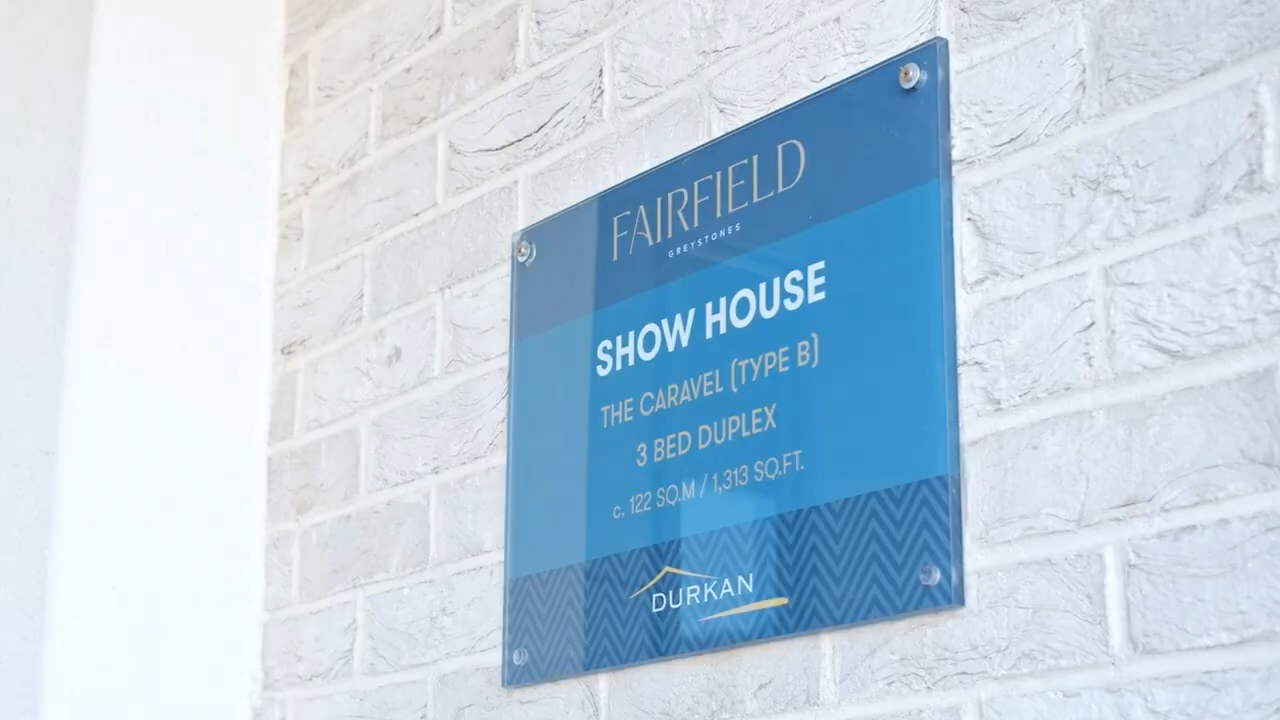 FAIRFIELD
GREYSTONES
SHOW HOUSE
THE CARAVEL (TYPE B)
3 BED DUPLEX
c. 122 SQ.M / 1,313 SQ.FT.
DURKAN